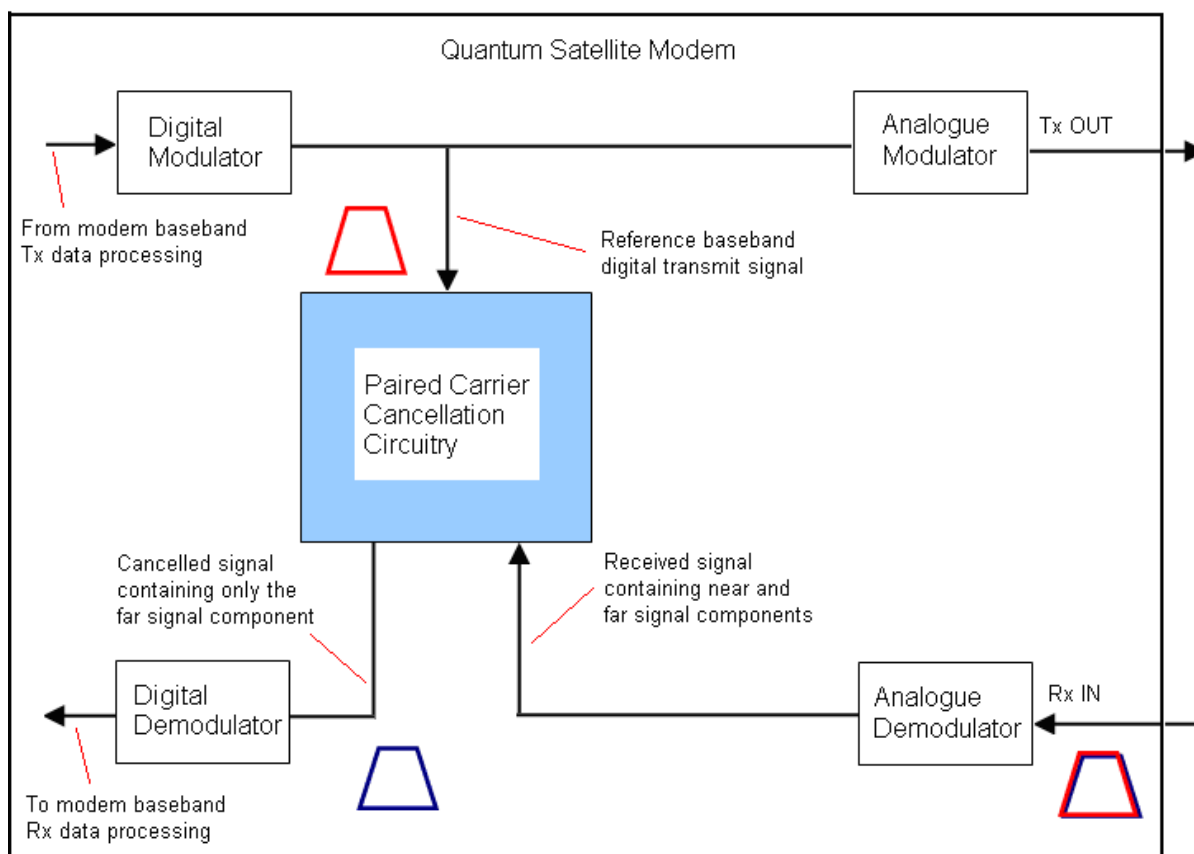 Quantum Satellite Modem
Digital
Modulator
Analogue
Modulator
Tx OUT
From modem baseband
Tx data processing
Reference baseband
digital transmit signal
Paired Carrier
Cancellation
Circuitry
Cancelled signal
containing only the
far signal component
Received signal
containing near and
far signal components
Digital
Demodulator
Analogue
Demodulator
Rx IN
To modem baseband
Rx data processing